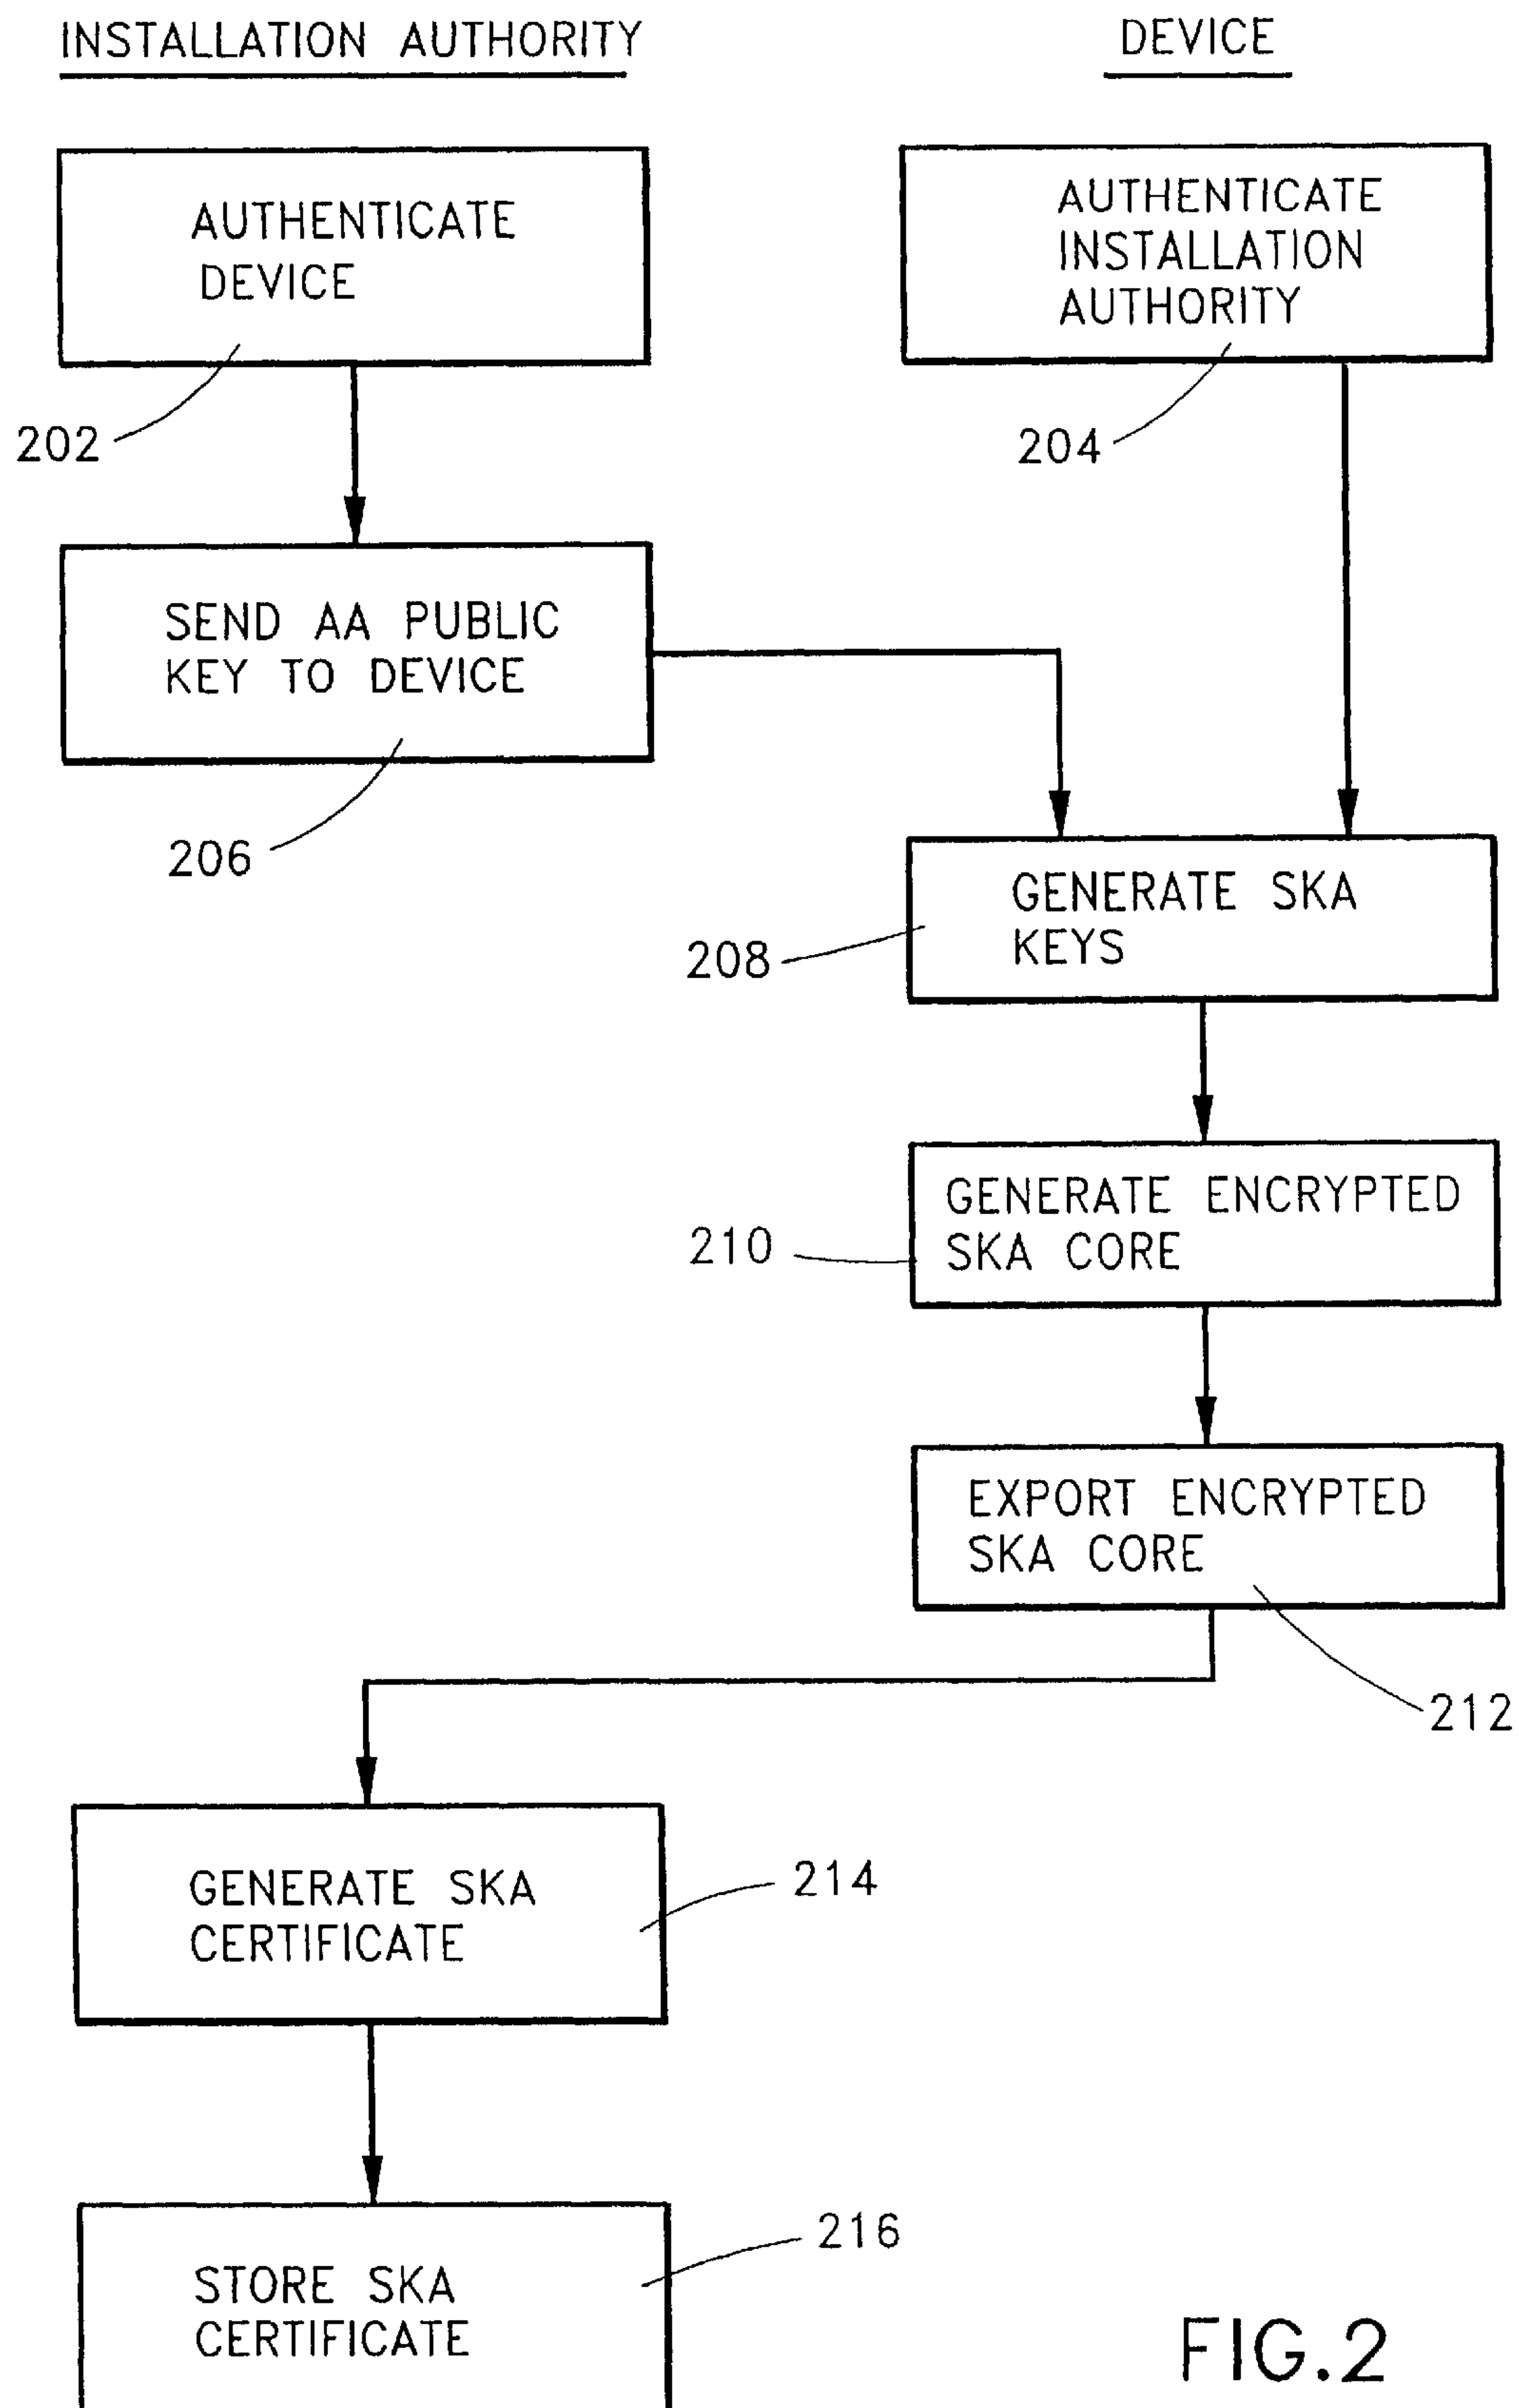 INSTALLATION AUTHORITY
DEVICE
AUTHENTICATE
DEVICE
202
AUTHENTICATE
INSTALLATION
AUTHORITY
204
SEND AA PUBLIC
KEY TO DEVICE
206
GENERATE SKA
KEYS
208
GENERATE ENCRYPTED
SKA CORE
210
EXPORT ENCRYPTED
SKA CORE
212
GENERATE SKA
CERTIFICATE
214
STORE SKA
CERTIFICATE
216
FIG.2